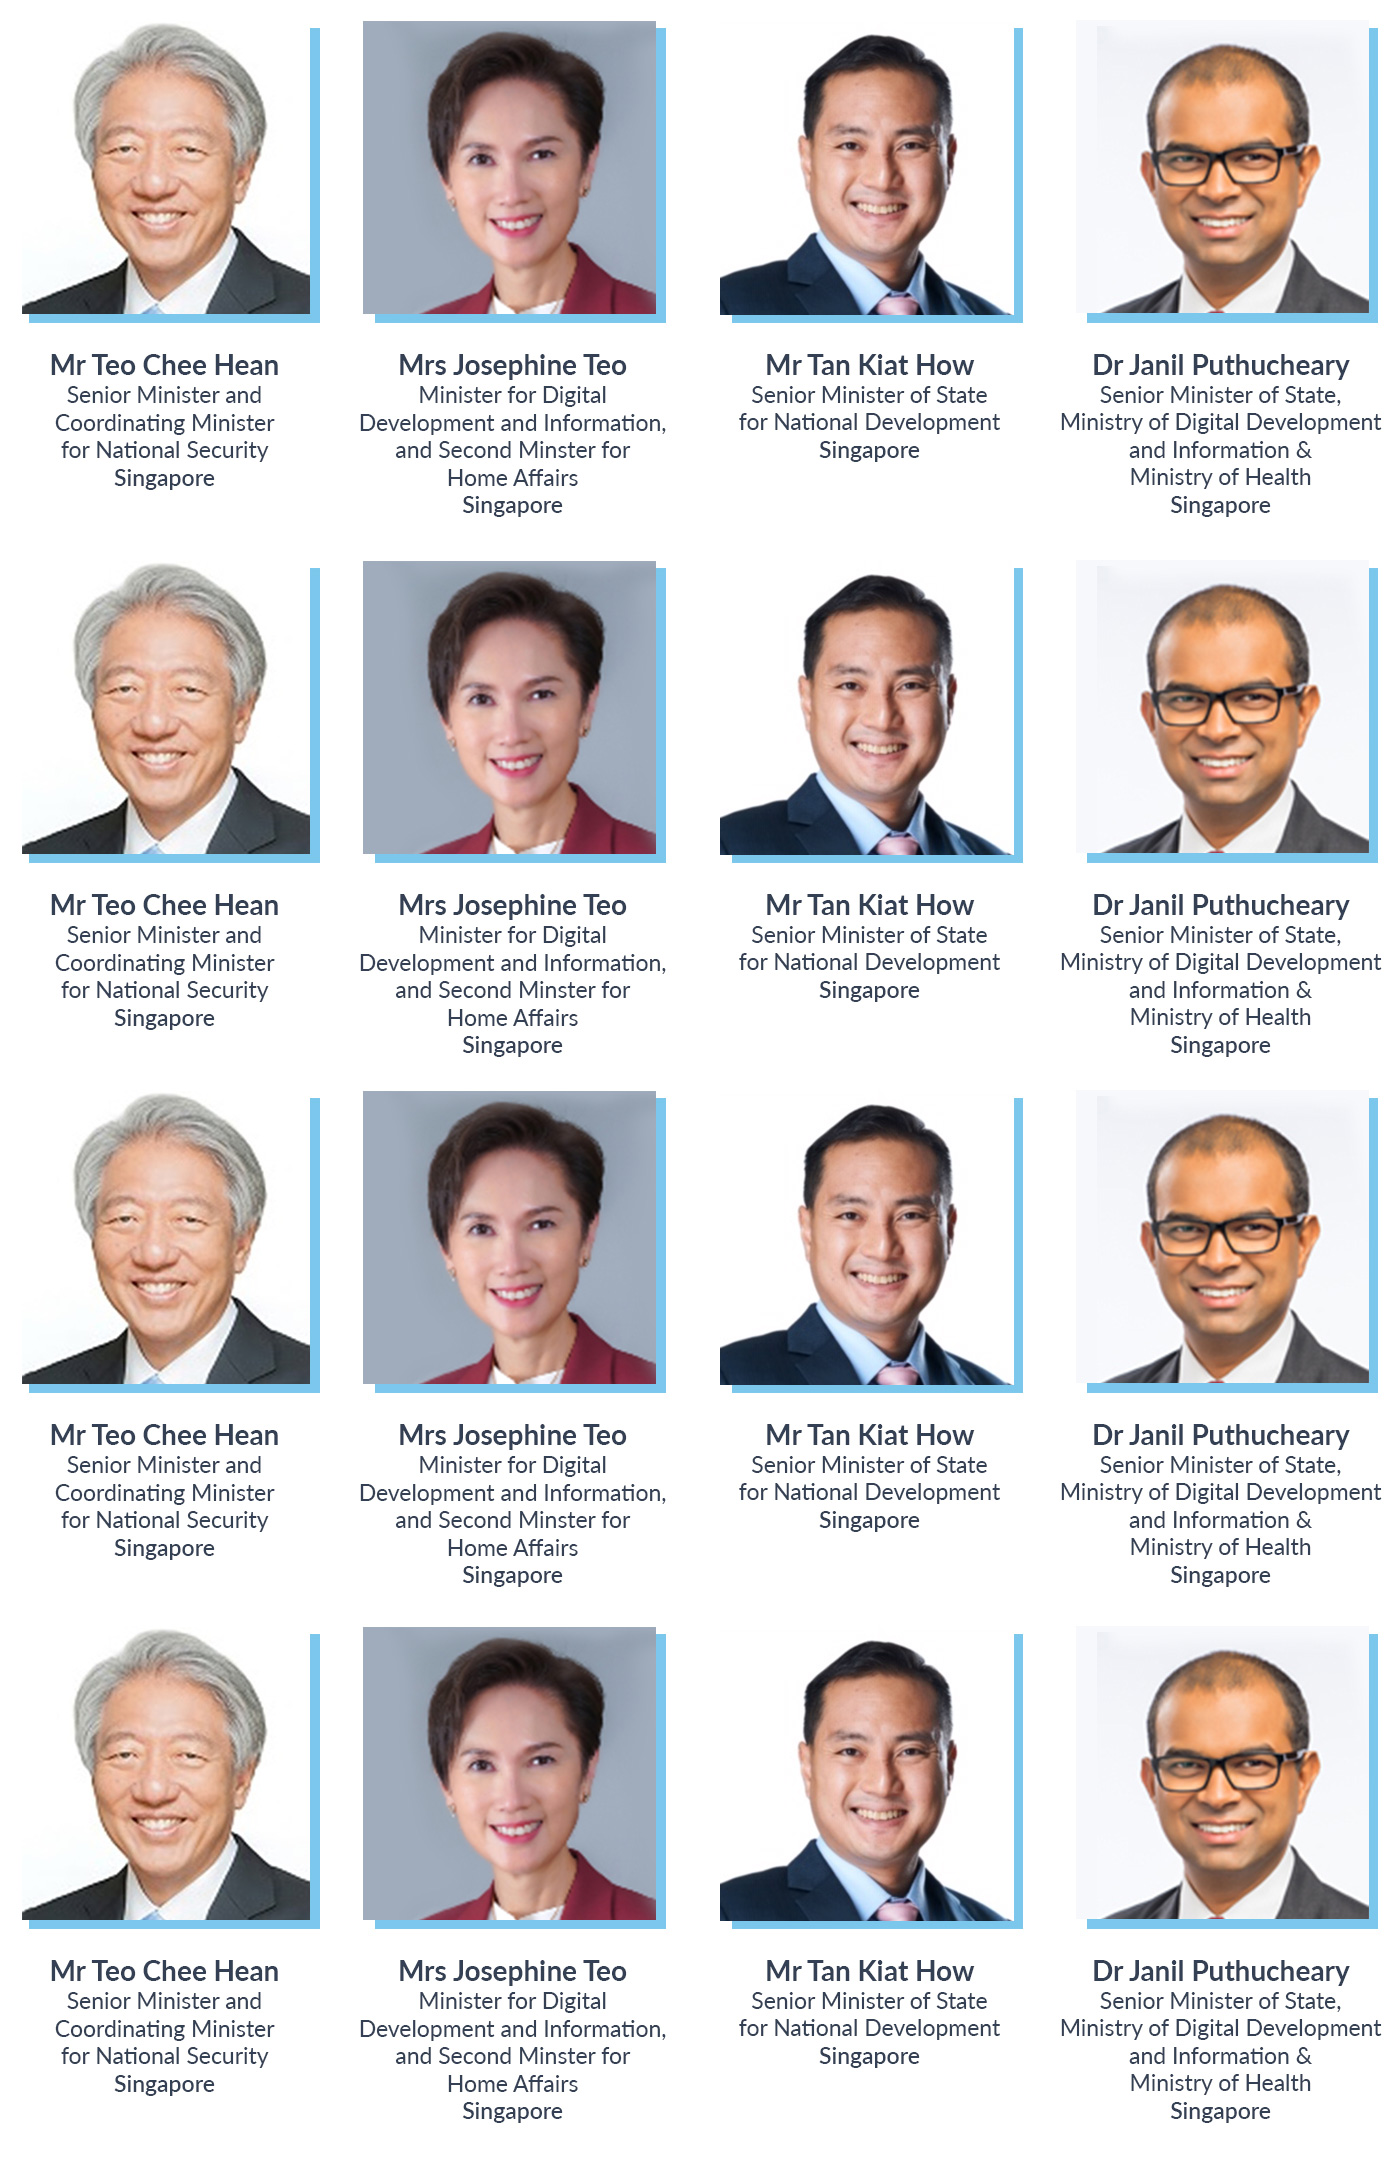 Mr Teo Chee Hean
Senior Minister and
Coordinating Minister
for National Security
Singapore
Mrs Josephine Teo
Minister for Digital
Development and Information,
and Second Minster for
Home Affairs
Singapore
Mr Tan Kiat How
Senior Minister of State
for National Development
Singapore
Dr Janil Puthucheary
Senior Minister of State,
Ministry of Digital Development
and Information &
Ministry of Health
Singapore
Mr Teo Chee Hean
Senior Minister and
Coordinating Minister
for National Security
Singapore
Mrs Josephine Teo
Minister for Digital
Development and Information,
and Second Minster for
Home Affairs
Singapore
Mr Tan Kiat How
Senior Minister of State
for National Development
Singapore
Dr Janil Puthucheary
Senior Minister of State,
Ministry of Digital Development
and Information &
Ministry of Health
Singapore
Mr Teo Chee Hean
Senior Minister and
Coordinating Minister
for National Security
Singapore
Mrs Josephine Teo
Minister for Digital
Development and Information,
and Second Minster for
Home Affairs
Singapore
Mr Tan Kiat How
Senior Minister of State
for National Development
Singapore
Dr Janil Puthucheary
Senior Minister of State,
Ministry of Digital Development
and Information &
Ministry of Health
Singapore
Mr Teo Chee Hean
Senior Minister and
Coordinating Minister
for National Security
Singapore
Mrs Josephine Teo
Minister for Digital
Development and Information,
and Second Minster for
Home Affairs
Singapore
Mr Tan Kiat How
Senior Minister of State
for National Development
Singapore
Dr Janil Puthucheary
Senior Minister of State,
Ministry of Digital Development
and Information &
Ministry of Health
Singapore